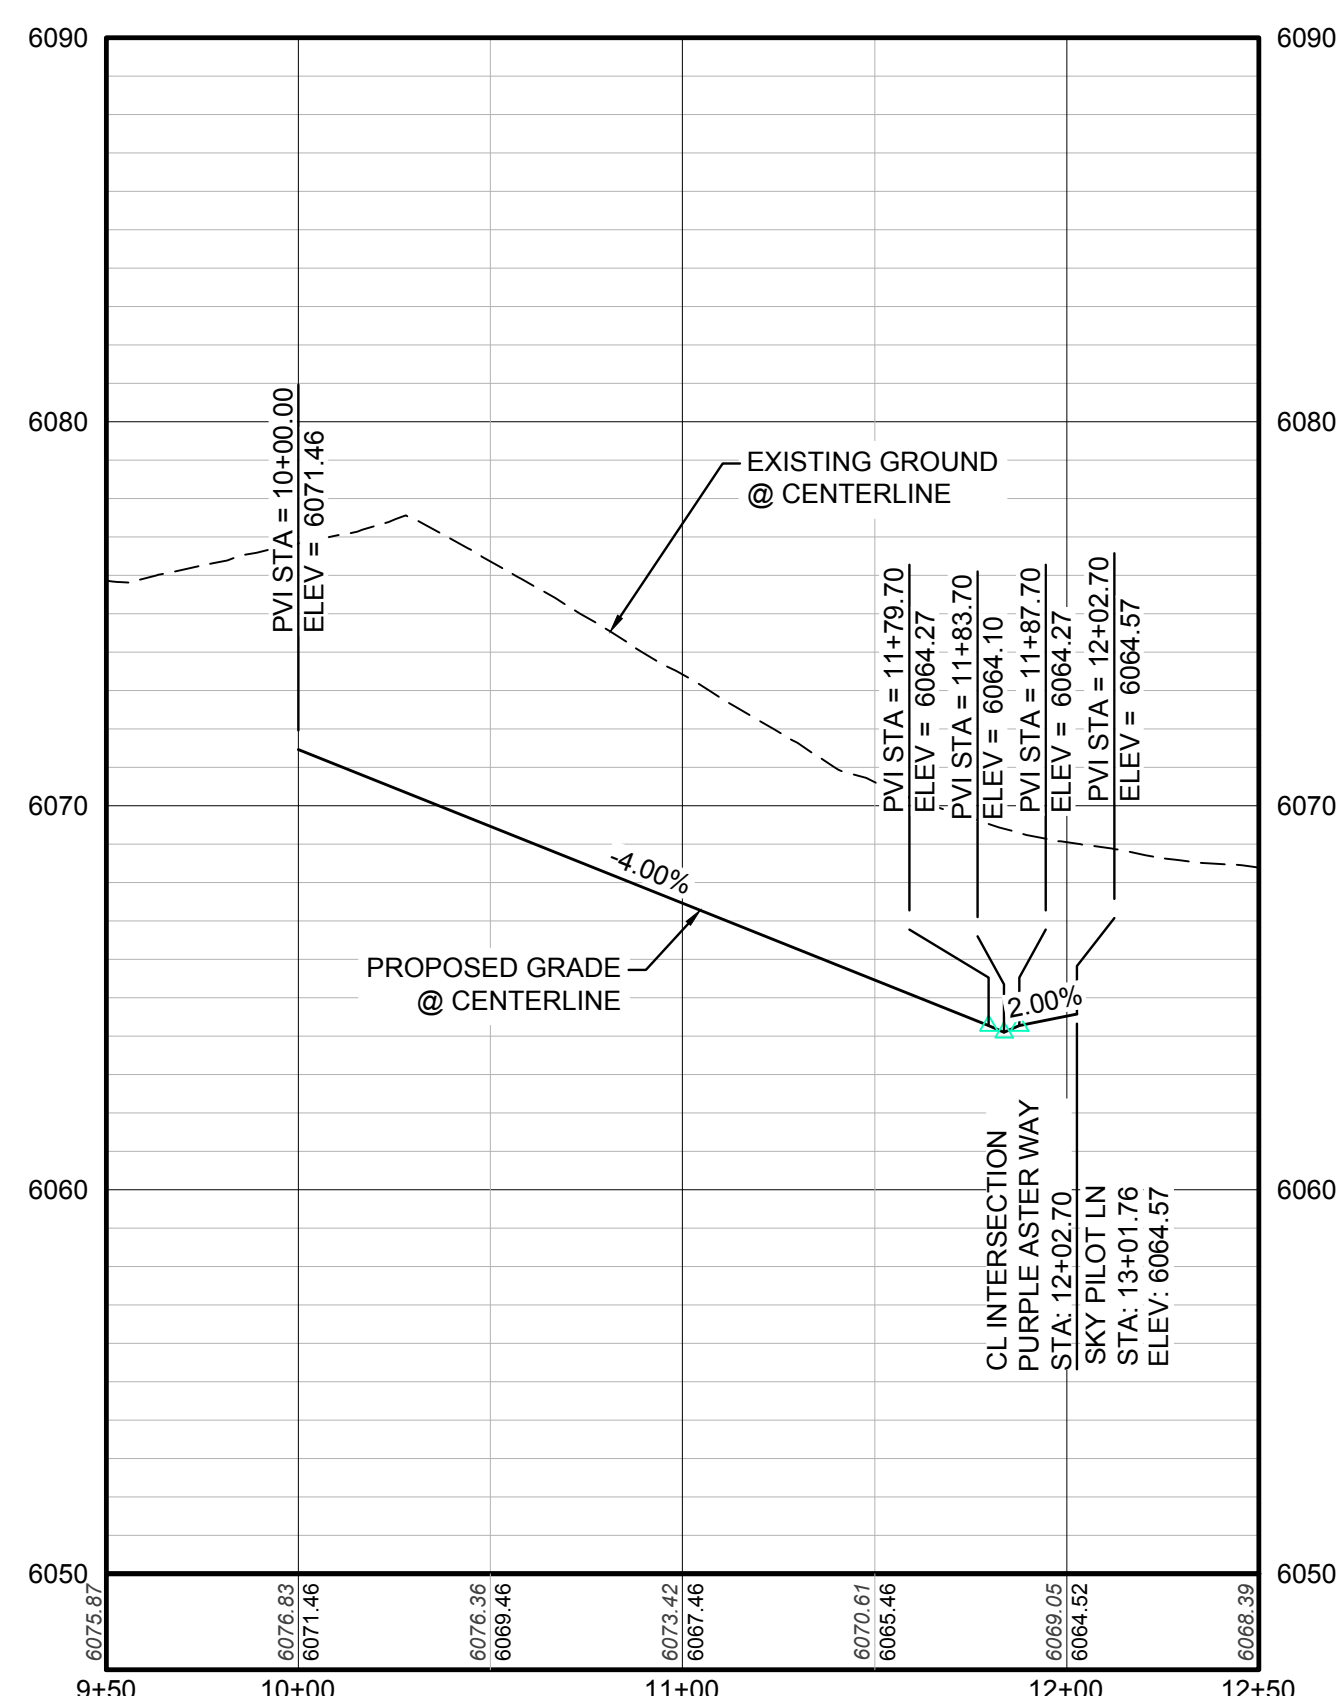 6090
6090
PVI STA = 10+00.00
ELEV = 6071.46
6080
6080
EXISTING GROUND
@ CENTERLINE
PVI STA = 11+79.70
ELEV = 6064.27
PVI STA = 11+83.70
ELEV = 6064.10
PVI STA = 11+87.70
ELEV = 6064.27
PVI STA = 12+02.70
ELEV = 6064.57
6070
6070
-4.00%
PROPOSED GRADE
@ CENTERLINE
2.00%
6060
6060
CL INTERSECTION
PURPLE ASTER WAY
STA: 12+02.70
SKY PILOT LN
STA: 13+01.76
ELEV: 6064.57
6050
6050
6075.87
6076.83
6071.46
6076.36
6069.46
6073.42
6067.46
6070.61
6065.46
6069.05
6064.52
6068.39
9+50
10+00
11+00
12+00
12+50